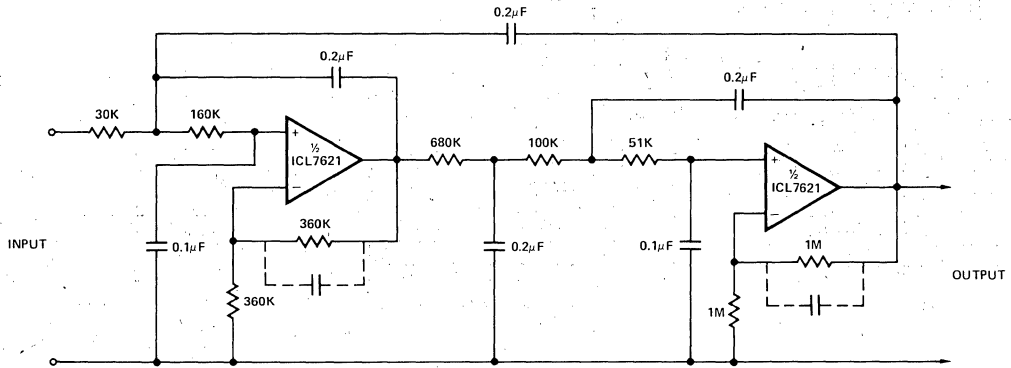 0.2μF
0.2μF
0.2μF
30K
160K
680K
100K
51K
+
½
ICL7621
−
+
½
ICL7621
−
360K
1M
INPUT
0.1μF
0.2μF
0.1μF
OUTPUT
360K
1M